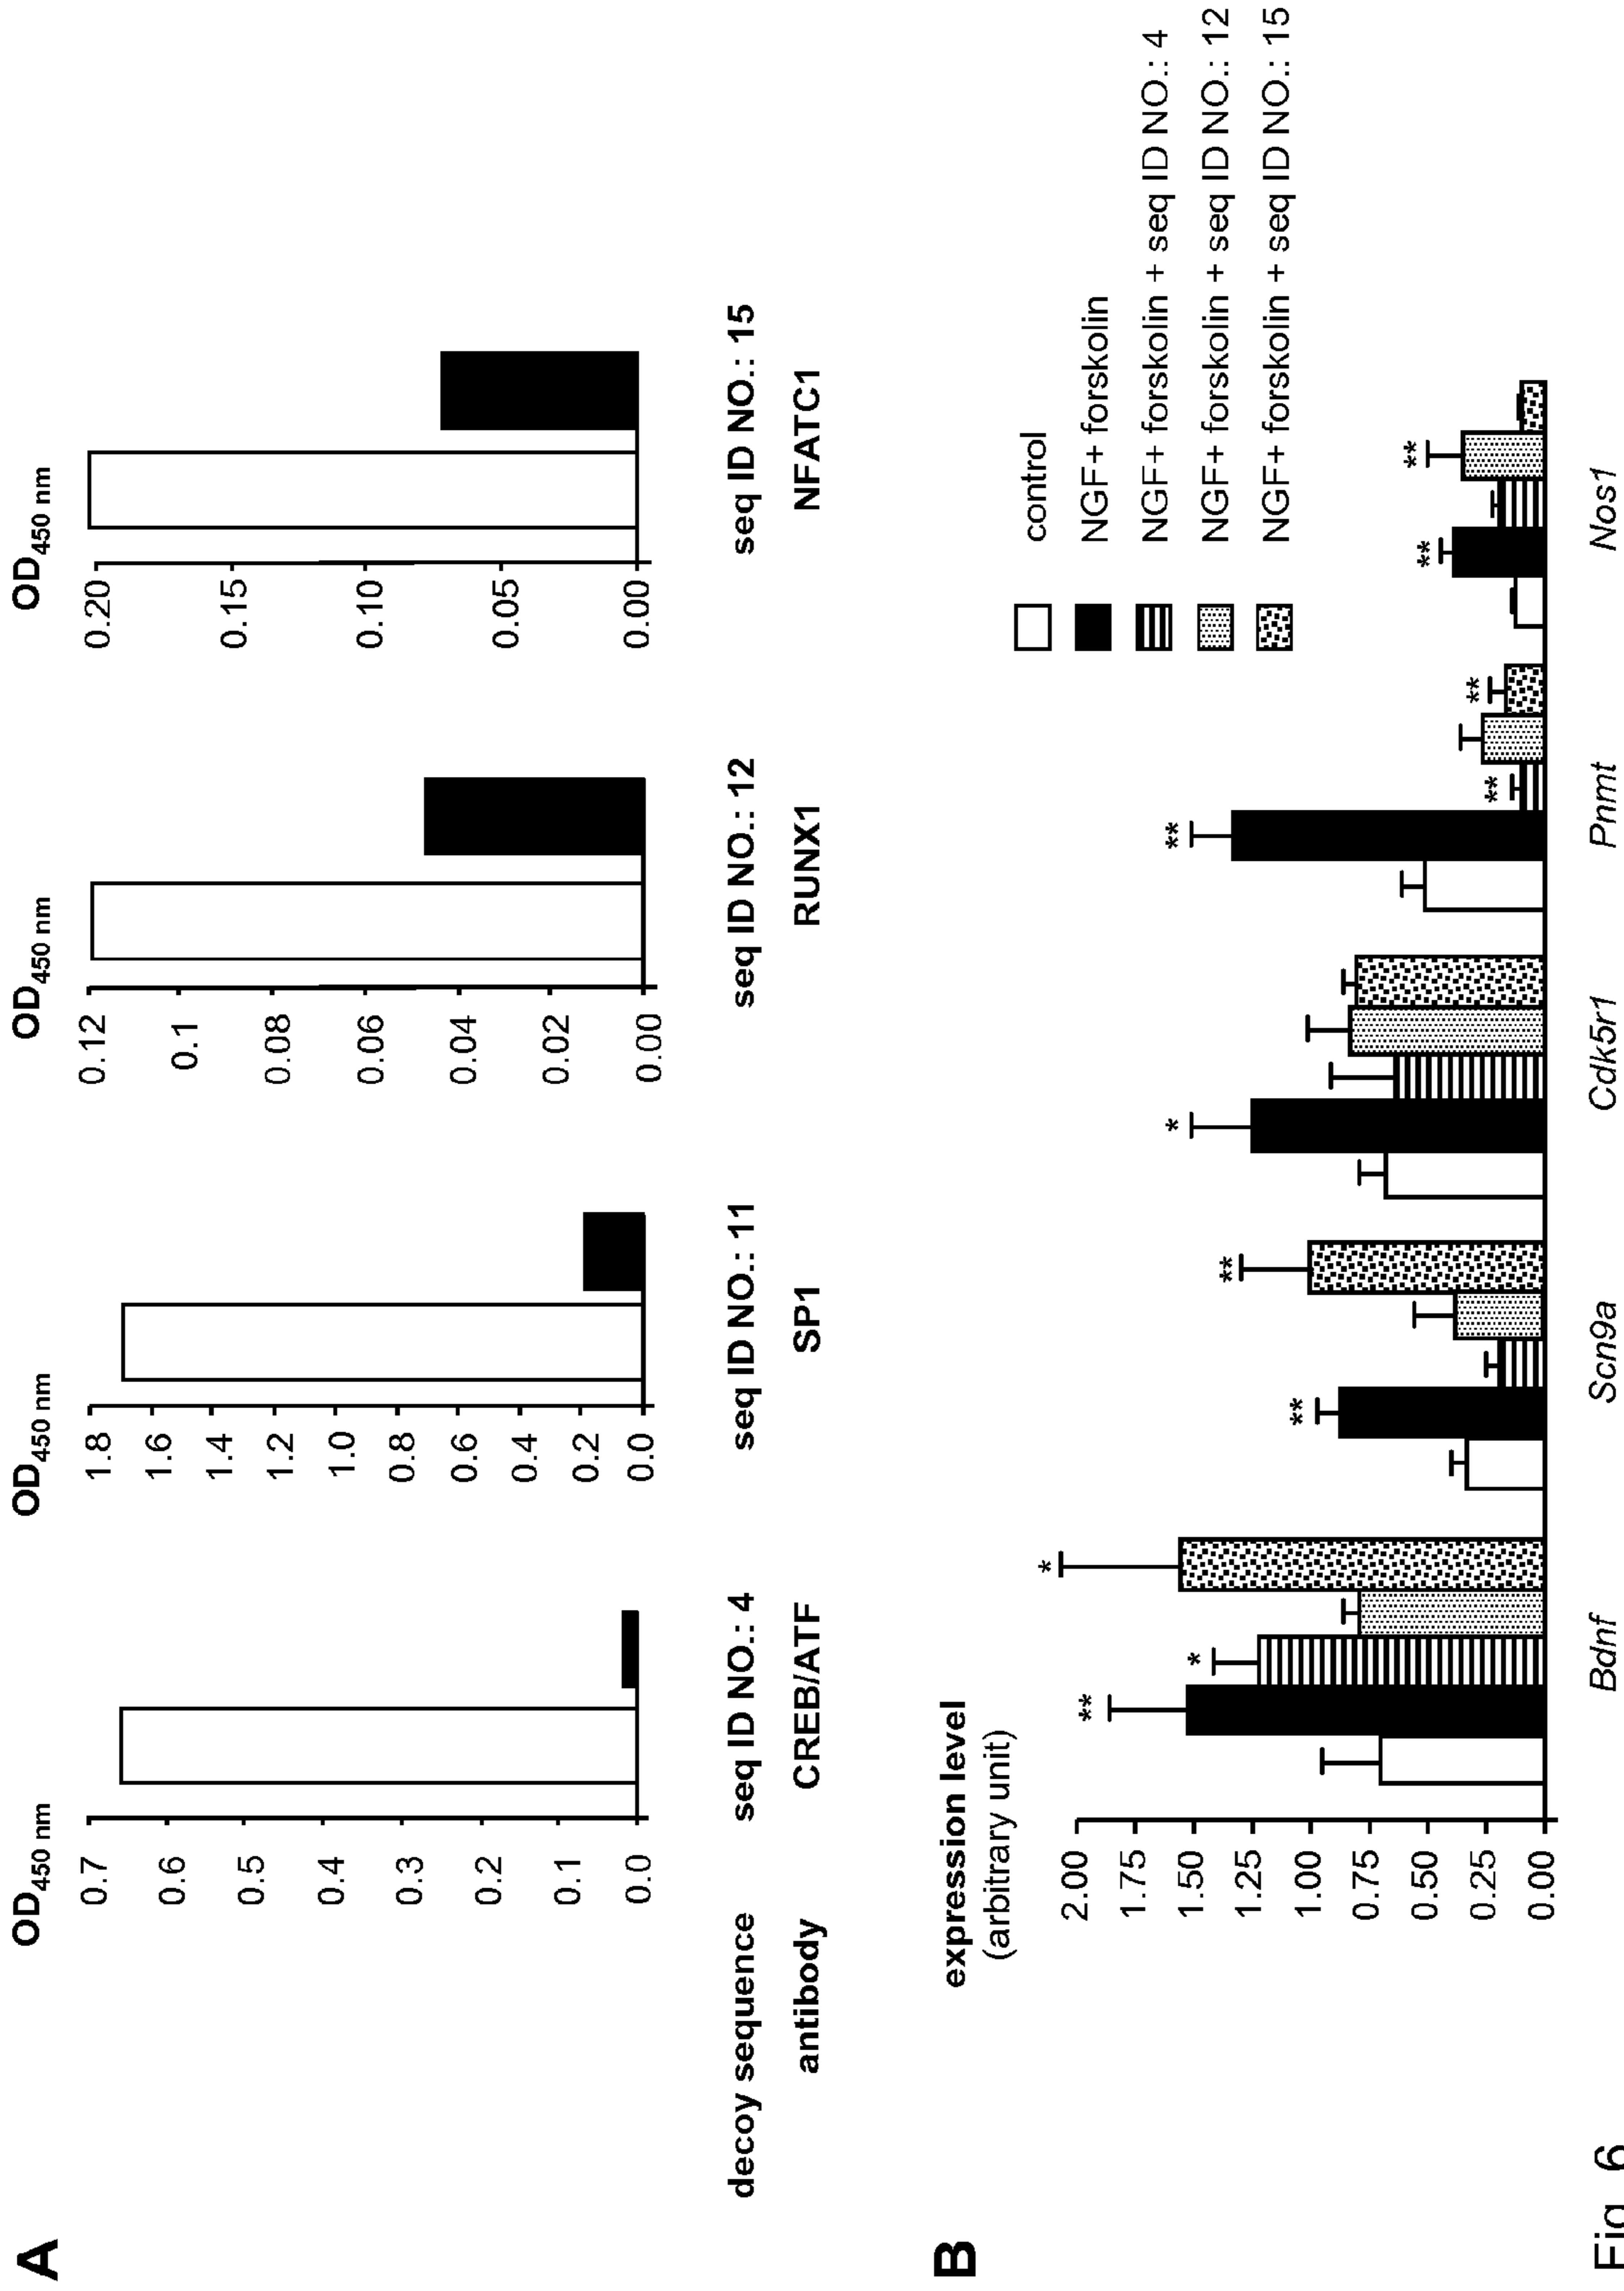 A
OD450 nm
0.7
0.6
0.5
0.4
0.3
0.2
0.1
0.0
OD450 nm
1.8
1.6
1.4
1.2
1.0
0.8
0.6
0.4
0.2
0.0
OD450 nm
0.12
0.1
0.08
0.06
0.04
0.02
0.00
OD450 nm
0.20
0.15
0.10
0.05
0.00
decoy sequence seq ID NO.: 4 seq ID NO.: 11 seq ID NO.: 12 seq ID NO.: 15
antibody CREB/ATF SP1 RUNX1 NFATC1
B
expression level
(arbitrary unit)
2.00
1.75
1.50
1.25
1.00
0.75
0.50
0.25
0.00
** * *
** **
*
** ** **
** **
control
NGF+ forskolin
NGF+ forskolin + seq ID NO.: 4
NGF+ forskolin + seq ID NO.: 12
NGF+ forskolin + seq ID NO.: 15
Bdnf Scn9a Cdk5r1 Pnmt Nos1
Fig. 6